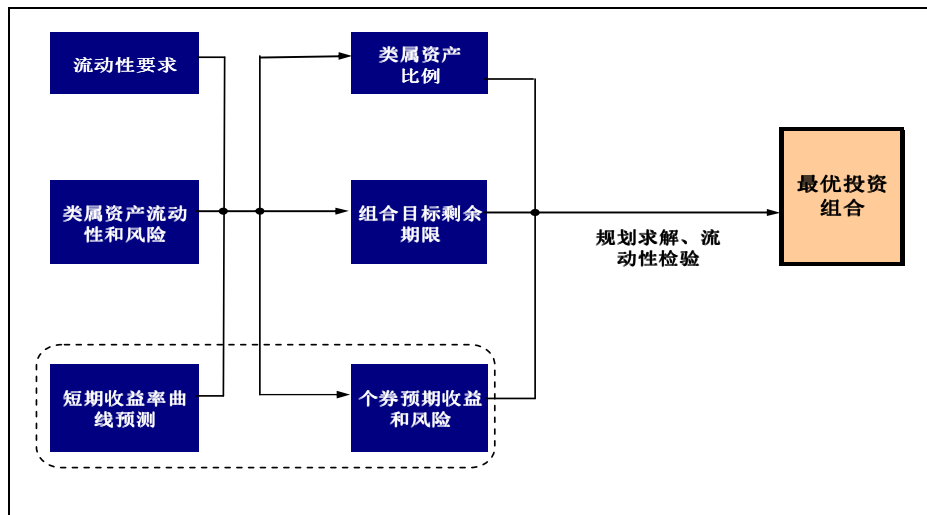 流动性要求
类属资产
比例
类属资产流动
性和风险
组合目标剩余
期限
最优投资
组合
规划求解、流
动性检验
短期收益率曲
线预测
个券预期收益
和风险